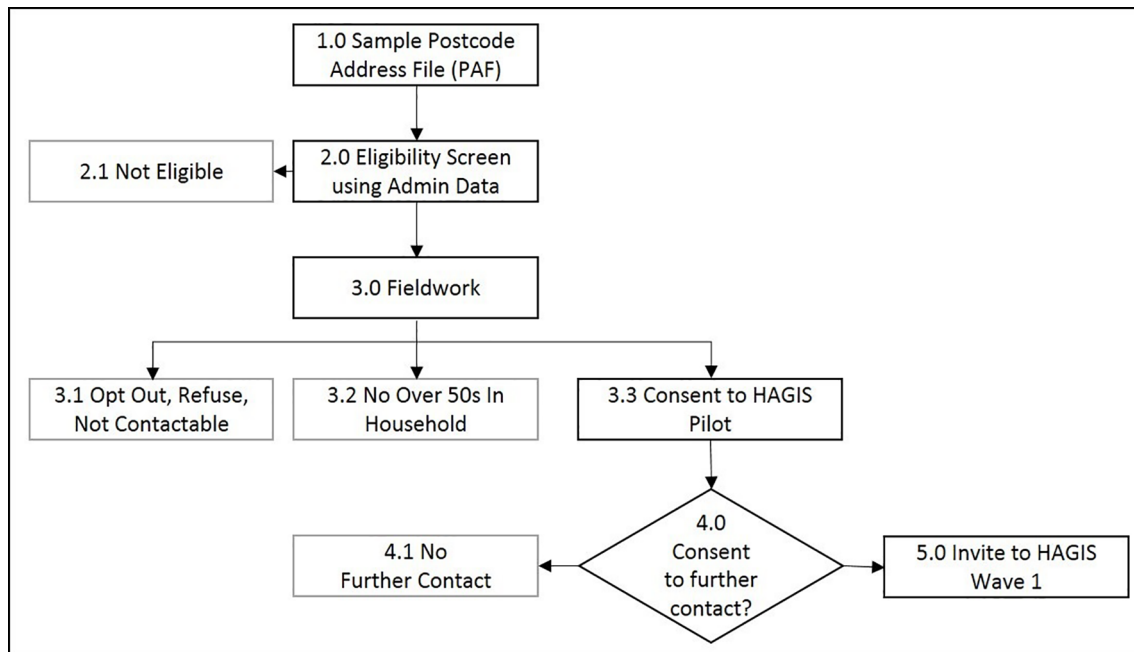 1.0 Sample Postcode
Address File (PAF)
2.1 Not Eligible
2.0 Eligibility Screen
using Admin Data
3.0 Fieldwork
3.1 Opt Out, Refuse,
Not Contactable
3.2 No Over 50s In
Household
3.3 Consent to HAGIS
Pilot
4.0
Consent
to further
contact?
4.1 No
Further Contact
5.0 Invite to HAGIS
Wave 1